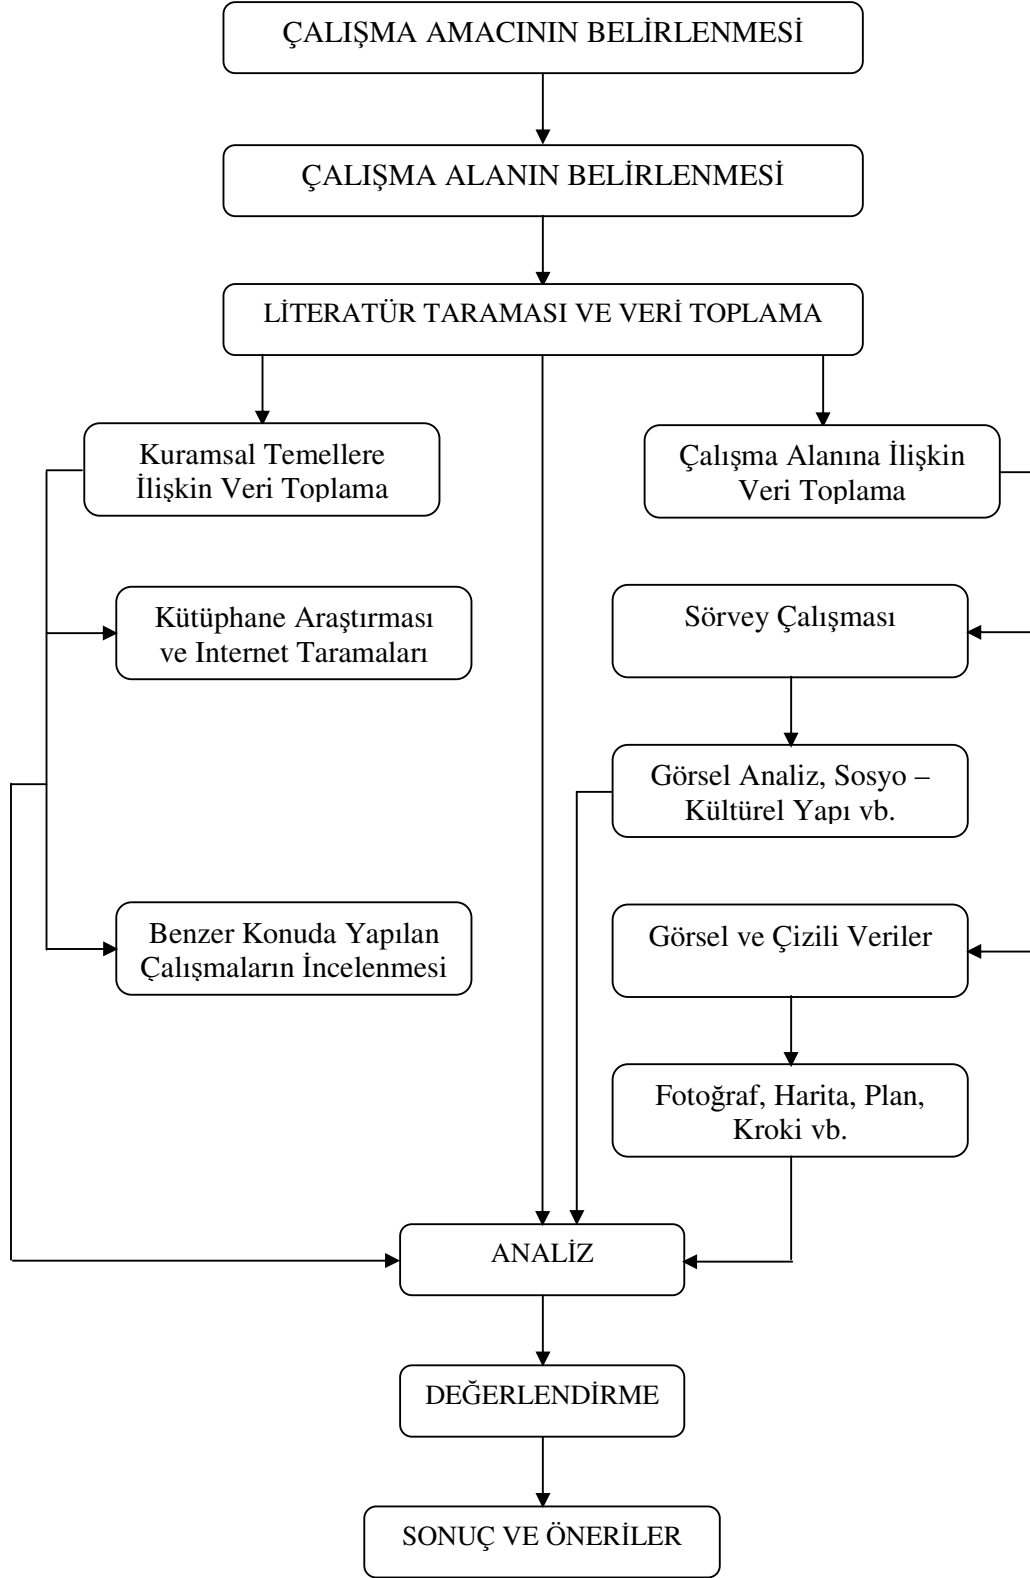 ÇALIŞMA AMACININ BELİRLENMESİ
ÇALIŞMA ALANIN BELİRLENMESİ
LİTERATÜR TARAMASI VE VERİ TOPLAMA
Kuramsal Temellere
İlişkin Veri Toplama
Çalışma Alanına İlişkin
Veri Toplama
Kütüphane Araştırması
ve Internet Taramaları
Sörvey Çalışması
Görsel Analiz, Sosyo –
Kültürel Yapı vb.
Benzer Konuda Yapılan
Çalışmaların İncelenmesi
Görsel ve Çizili Veriler
Fotoğraf, Harita, Plan,
Kroki vb.
ANALİZ
DEĞERLENDİRME
SONUÇ VE ÖNERİLER